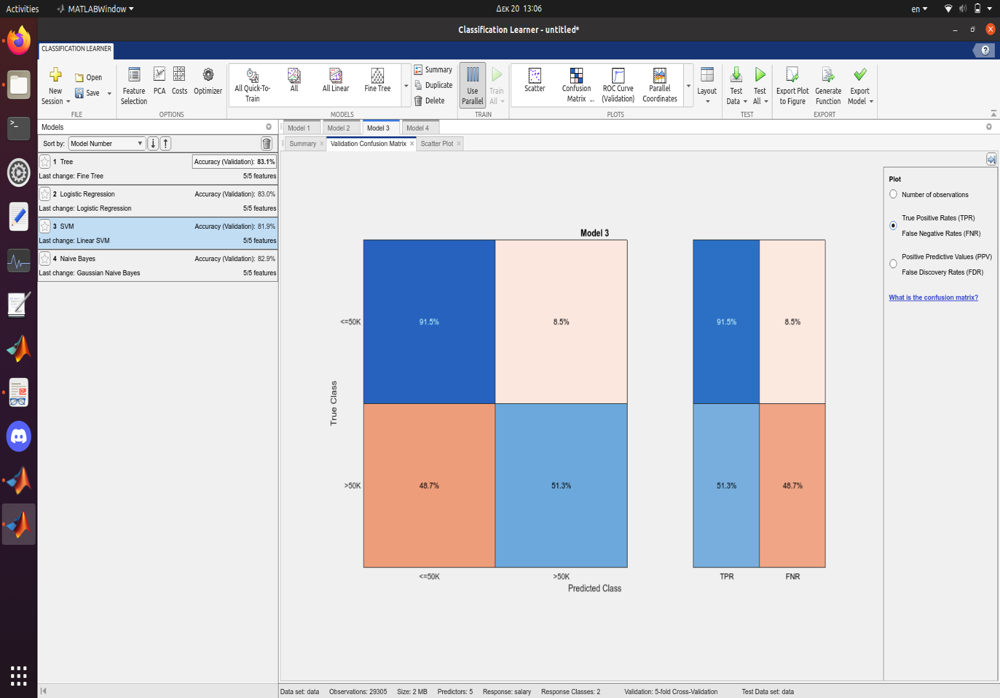 Activities
MATLABWindow
Δεκ 20 13:06
en
Classification Learner - untitled*
CLASSIFICATION LEARNER
New Session
Open
Save
FILE
Feature Selection
PCA
Costs
Optimizer
OPTIONS
All Quick-To-Train
All
All Linear
Fine Tree
Summary
Duplicate
Delete
MODELS
Use Parallel
Train All
TRAIN
Scatter
Confusion Matrix ...
ROC Curve (Validation)
Parallel Coordinates
PLOTS
Layout
Test Data
Test All
TEST
Export Plot to Figure
Generate Function
Export Model
EXPORT
Models
Sort by: Model Number
1 Tree Accuracy (Validation): 83.1%
Last change: Fine Tree 5/5 features
2 Logistic Regression Accuracy (Validation): 83.0%
Last change: Logistic Regression 5/5 features
3 SVM Accuracy (Validation): 81.9%
Last change: Linear SVM 5/5 features
4 Naive Bayes Accuracy (Validation): 82.9%
Last change: Gaussian Naive Bayes 5/5 features
Model 1 Model 2 Model 3 Model 4
Summary Validation Confusion Matrix Scatter Plot
Model 3
<=50K 91.5% 8.5% 91.5% 8.5%
True Class
>50K 48.7% 51.3% 51.3% 48.7%
<=50K >50K TPR FNR
Predicted Class
Plot
Number of observations
True Positive Rates (TPR)
False Negative Rates (FNR)
Positive Predictive Values (PPV)
False Discovery Rates (FDR)
What is the confusion matrix?
Data set: data Observations: 29305 Size: 2 MB Predictors: 5 Response: salary Response Classes: 2 Validation: 5-fold Cross-Validation Test Data set: data